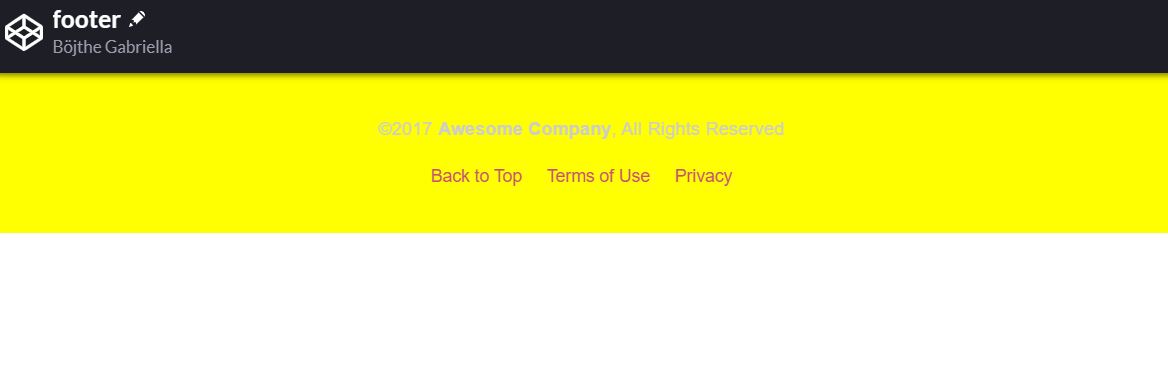 footer
Böjthe Gabriella
©2017 Awesome Company, All Rights Reserved
Back to Top Terms of Use Privacy